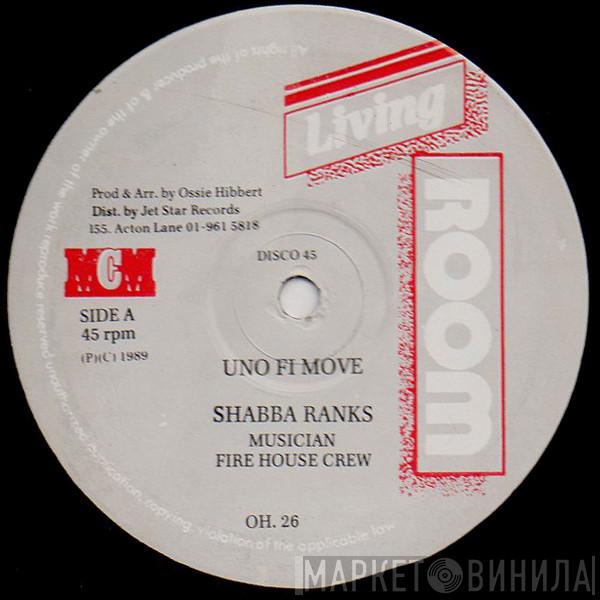 All rights of the producer & of the owner of the work reproduce reserved unauthorized
publication, copying, violation of the applicable law
Living
ROOM
Prod & Arr. by Ossie Hibbert
Dist. by Jet Star Records
155. Acton Lane 01-961 5818
DISCO 45
MCM
SIDE A
45 rpm
(P)(C) 1989
UNO FI MOVE
SHABBA RANKS
MUSICIAN
FIRE HOUSE CREW
OH. 26
МАРКЕТ ВИНИЛА